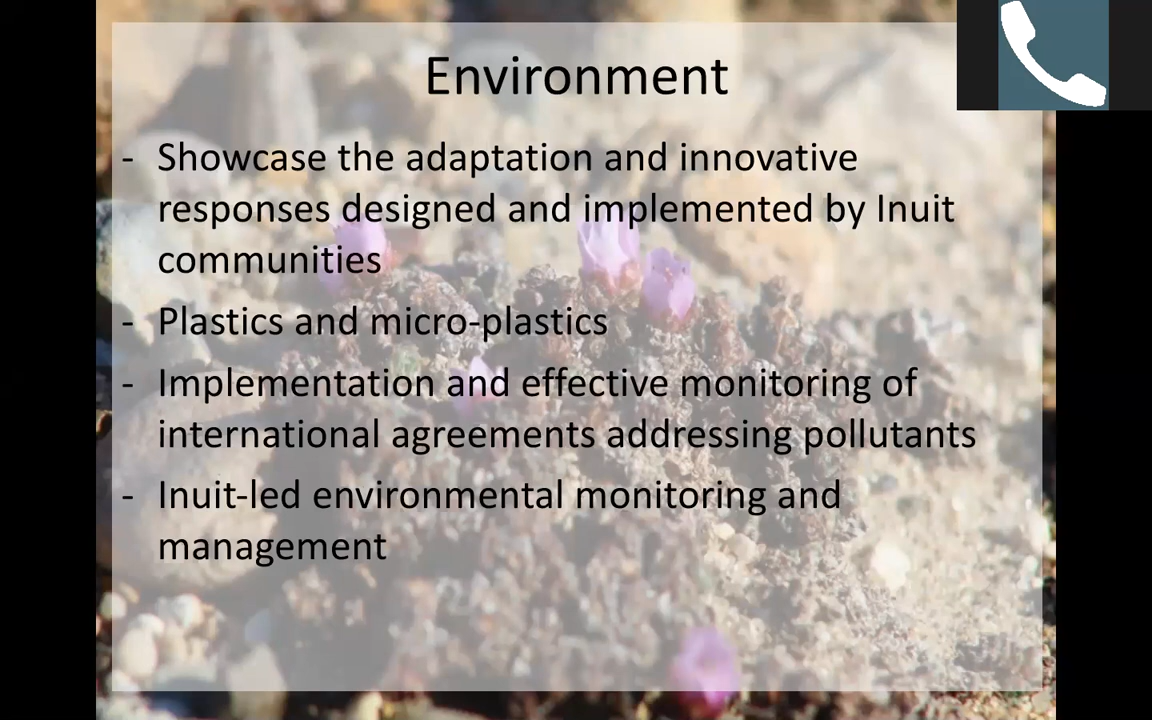 Environment
- Showcase the adaptation and innovative
responses designed and implemented by Inuit
communities
- Plastics and micro-plastics
- Implementation and effective monitoring of
international agreements addressing pollutants
- Inuit-led environmental monitoring and
management